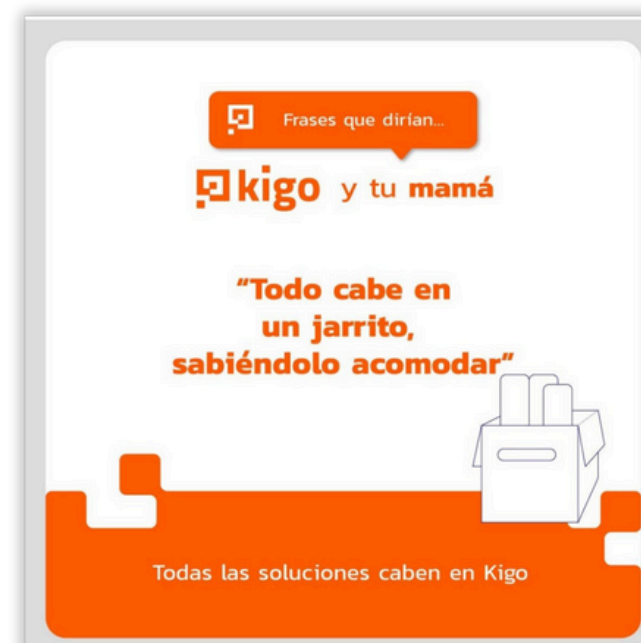 Frases que dirían...
kigo y tu mamá
“Todo cabe en
un jarrito,
sabiéndolo acomodar”
Todas las soluciones caben en Kigo